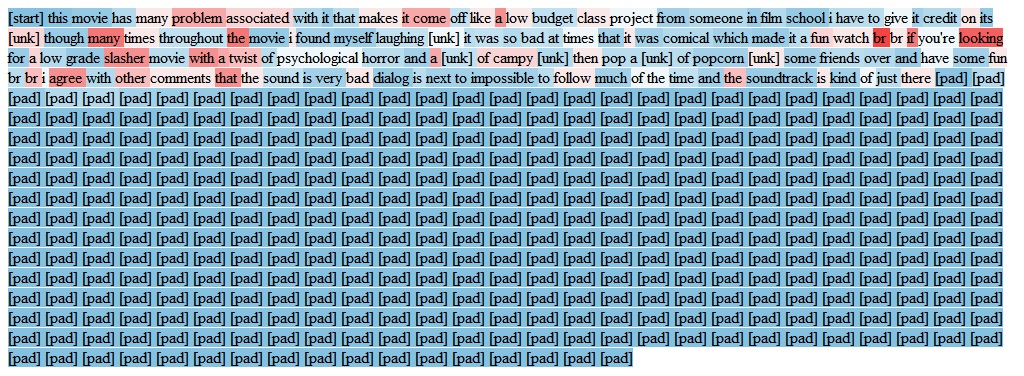 [start] this movie has many problem associated with it that makes it come off like a low budget class project from someone in film school i have to give it credit on its
[unk] though many times throughout the movie i found myself laughing [unk] it was so bad at times that it was comical which made it a fun watch br br if you're looking
for a low grade slasher movie with a twist of psychological horror and a [unk] of campy [unk] then pop a [unk] of popcorn [unk] some friends over and have some fun
br br i agree with other comments that the sound is very bad dialog is next to impossible to follow much of the time and the soundtrack is kind of just there [pad] [pad]
[pad] [pad] [pad] [pad] [pad] [pad] [pad] [pad] [pad] [pad] [pad] [pad] [pad] [pad] [pad] [pad] [pad] [pad] [pad] [pad] [pad] [pad] [pad] [pad] [pad] [pad] [pad]
[pad] [pad] [pad] [pad] [pad] [pad] [pad] [pad] [pad] [pad] [pad] [pad] [pad] [pad] [pad] [pad] [pad] [pad] [pad] [pad] [pad] [pad] [pad] [pad] [pad] [pad] [pad]
[pad] [pad] [pad] [pad] [pad] [pad] [pad] [pad] [pad] [pad] [pad] [pad] [pad] [pad] [pad] [pad] [pad] [pad] [pad] [pad] [pad] [pad] [pad] [pad] [pad] [pad] [pad]
[pad] [pad] [pad] [pad] [pad] [pad] [pad] [pad] [pad] [pad] [pad] [pad] [pad] [pad] [pad] [pad] [pad] [pad] [pad] [pad] [pad] [pad] [pad] [pad] [pad] [pad] [pad]
[pad] [pad] [pad] [pad] [pad] [pad] [pad] [pad] [pad] [pad] [pad] [pad] [pad] [pad] [pad] [pad] [pad] [pad] [pad] [pad] [pad] [pad] [pad] [pad] [pad] [pad] [pad]
[pad] [pad] [pad] [pad] [pad] [pad] [pad] [pad] [pad] [pad] [pad] [pad] [pad] [pad] [pad] [pad] [pad] [pad] [pad] [pad] [pad] [pad] [pad] [pad] [pad] [pad] [pad]
[pad] [pad] [pad] [pad] [pad] [pad] [pad] [pad] [pad] [pad] [pad] [pad] [pad] [pad] [pad] [pad] [pad] [pad] [pad] [pad] [pad] [pad] [pad] [pad] [pad] [pad] [pad]
[pad] [pad] [pad] [pad] [pad] [pad] [pad] [pad] [pad] [pad] [pad] [pad] [pad] [pad] [pad] [pad] [pad] [pad] [pad] [pad] [pad] [pad] [pad] [pad] [pad] [pad] [pad]
[pad] [pad] [pad] [pad] [pad] [pad] [pad] [pad] [pad] [pad] [pad] [pad] [pad] [pad] [pad] [pad] [pad] [pad] [pad] [pad] [pad] [pad] [pad] [pad] [pad] [pad] [pad]
[pad] [pad] [pad] [pad] [pad] [pad] [pad] [pad] [pad] [pad] [pad] [pad] [pad] [pad] [pad] [pad] [pad] [pad] [pad] [pad] [pad] [pad] [pad] [pad] [pad] [pad] [pad]
[pad] [pad] [pad] [pad] [pad] [pad] [pad] [pad] [pad] [pad] [pad] [pad] [pad] [pad] [pad] [pad] [pad] [pad] [pad] [pad] [pad] [pad] [pad] [pad] [pad] [pad] [pad]
[pad] [pad] [pad] [pad] [pad] [pad] [pad] [pad] [pad] [pad] [pad] [pad] [pad] [pad] [pad] [pad] [pad] [pad] [pad] [pad] [pad] [pad] [pad] [pad] [pad] [pad] [pad]
[pad] [pad] [pad] [pad] [pad] [pad] [pad] [pad] [pad] [pad] [pad] [pad] [pad] [pad] [pad] [pad] [pad] [pad] [pad] [pad] [pad] [pad] [pad] [pad] [pad] [pad] [pad]
[pad] [pad] [pad] [pad] [pad] [pad] [pad] [pad] [pad] [pad] [pad] [pad] [pad] [pad] [pad] [pad] [pad]